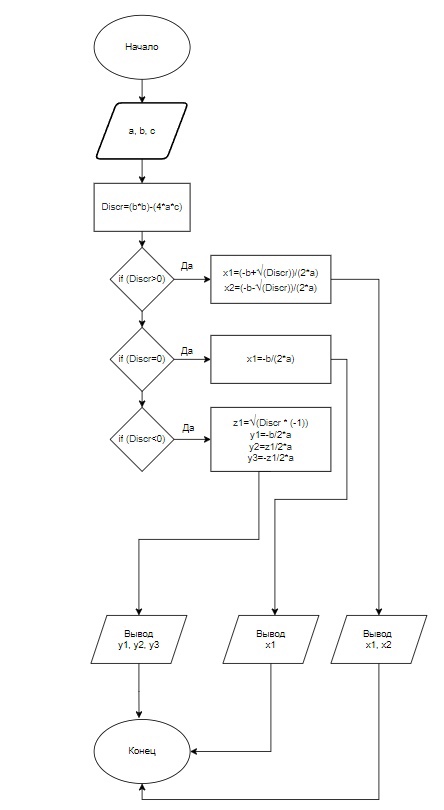 Начало
a, b, c
Discr=(b*b)-(4*a*c)
if (Discr>0)
Да
x1=(-b+√(Discr))/(2*a)
x2=(-b-√(Discr))/(2*a)
if (Discr=0)
Да
x1=-b/(2*a)
if (Discr<0)
Да
z1=√(Discr * (-1))
y1=-b/2*a
y2=z1/2*a
y3=-z1/2*a
Вывод
y1, y2, y3
Вывод
x1
Вывод
x1, x2
Конец